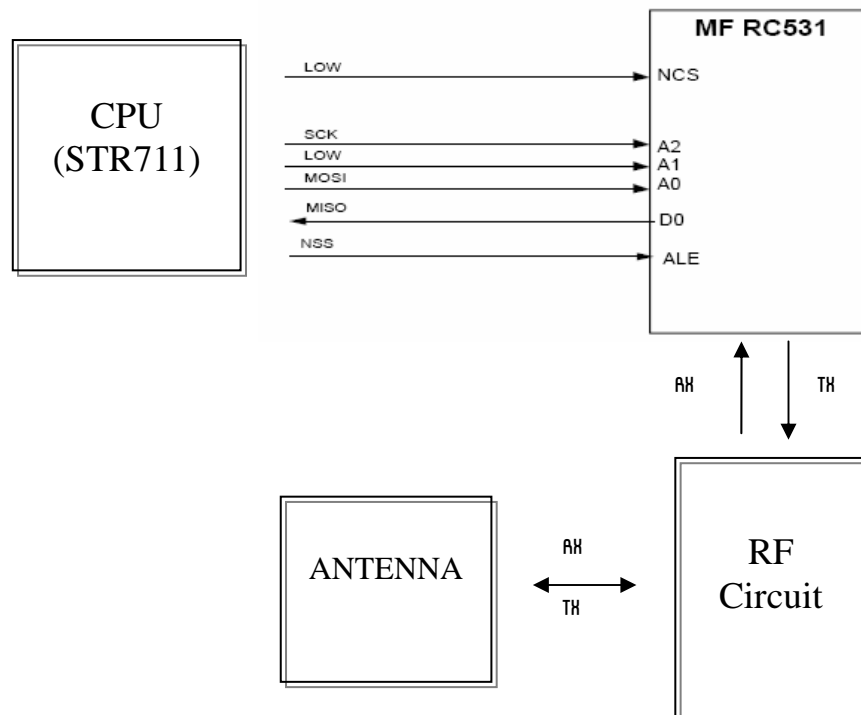 MF RC531
CPU
(STR711)
LOW
NCS
SCK
A2
LOW
A1
MOSI
A0
MISO
D0
NSS
ALE
RX
TX
ANTENNA
RX
TX
RF
Circuit